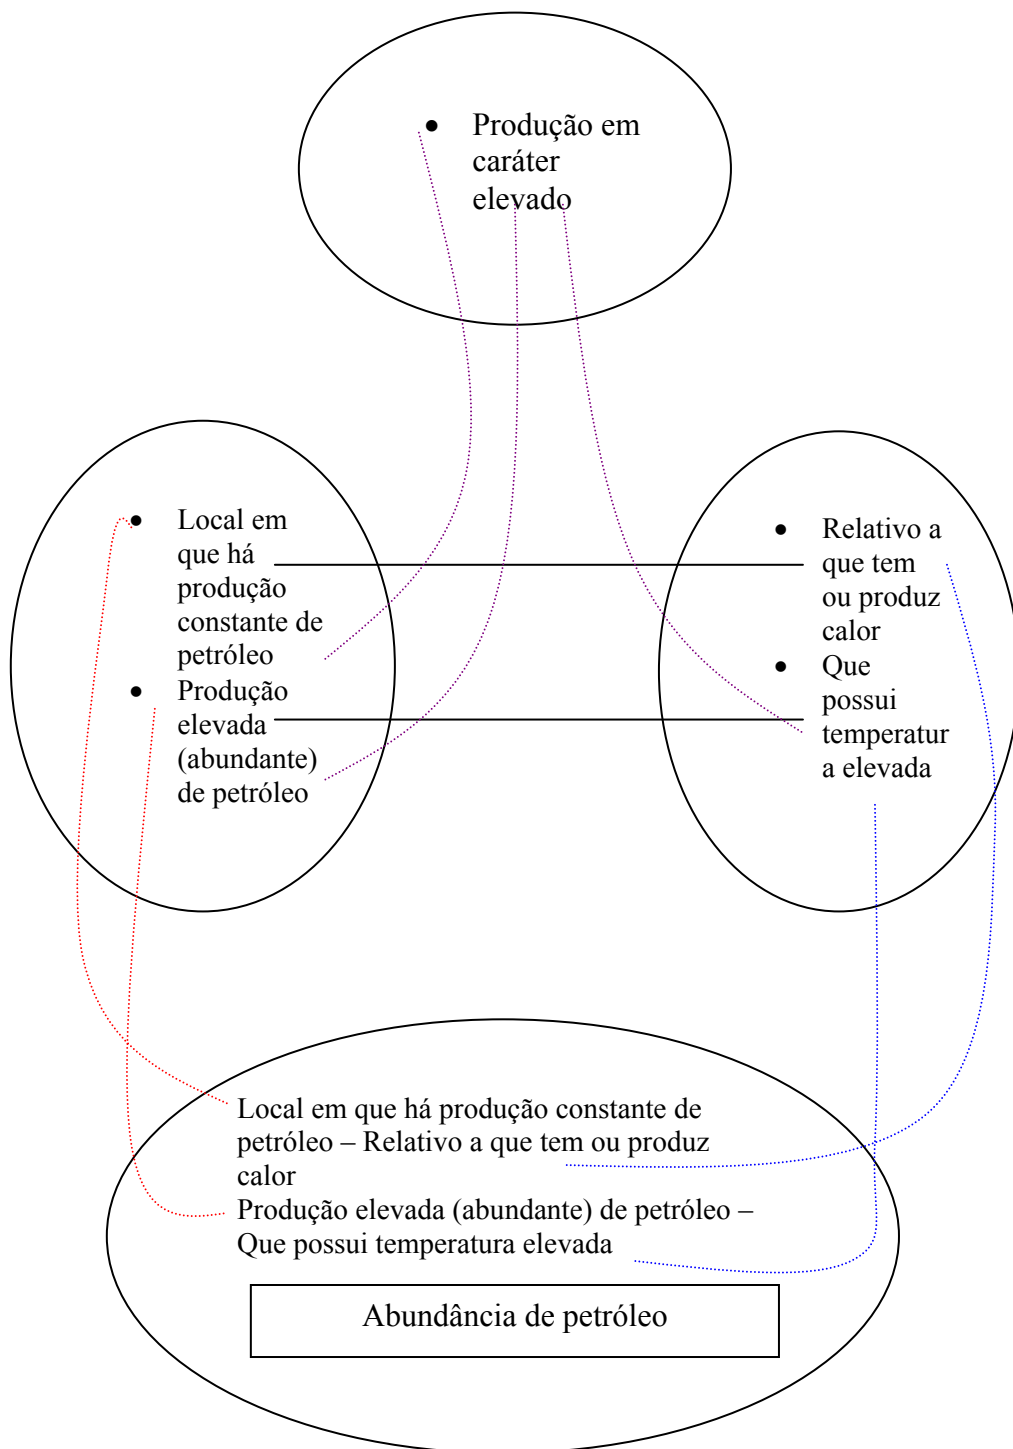 • Produção em
caráter
elevado
• Local em
que há
produção
constante de
petróleo
• Produção
elevada
(abundante)
de petróleo
• Relativo a
que tem
ou produz
calor
• Que
possui
temperatur
a elevada
Local em que há produção constante de
petróleo – Relativo a que tem ou produz
calor
Produção elevada (abundante) de petróleo –
Que possui temperatura elevada
Abundância de petróleo